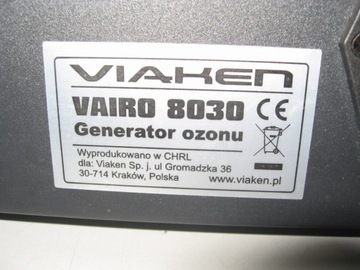 VIAKEN
VAIRO 8030 CE
Generator ozonu
Wyprodukowano w CHRL
dla: Viaken Sp. j. ul Gromadzka 36
30-714 Kraków, Polska
www.viaken.pl